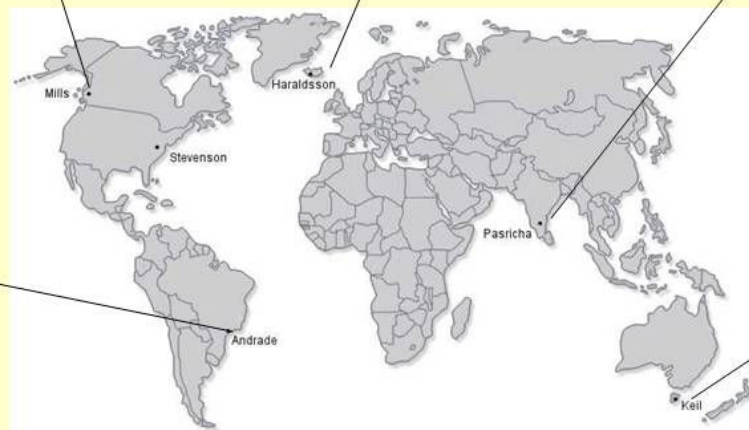 Haraldsson
Mills
Stevenson
Pasricha
Andrade
Keil